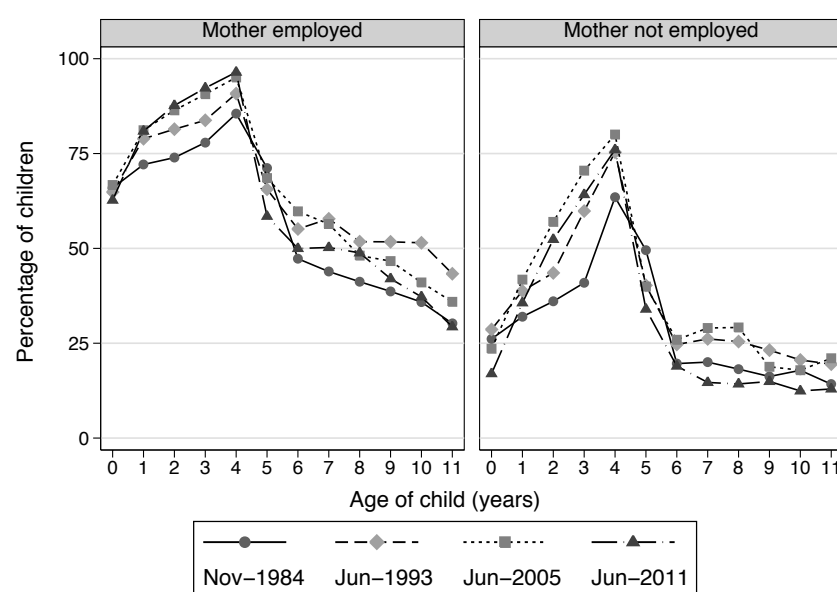 Mother employed
Mother not employed
Percentage of children
100
75
50
25
0
0 1 2 3 4 5 6 7 8 9 10 11
0 1 2 3 4 5 6 7 8 9 10 11
Age of child (years)
Nov−1984 Jun−1993 Jun−2005 Jun−2011